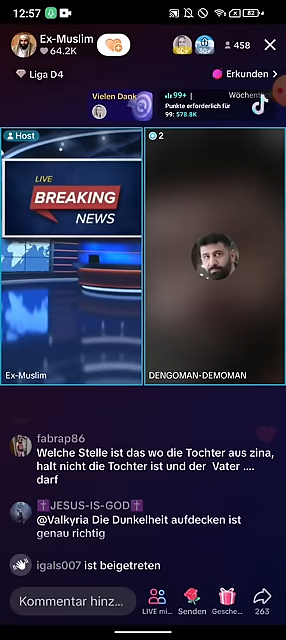 12:57
Ex-Muslim
64.2K
458
Liga D4
Erkunden
Vielen Dank
99+
Punkte erforderlich für
99: 578.8K
Host
2
LIVE
BREAKING
NEWS
Ex-Muslim
DENGOMAN-DEMOMAN
fabrap86
Welche Stelle ist das wo die Tochter aus zina,
halt nicht die Tochter ist und der Vater ....
darf
✝️JESUS-IS-GOD✝️
@Valkyria Die Dunkelheit aufdecken ist
genau richtig
igals007 ist beigetreten
Kommentar hinz...
LIVE mi...
Senden
Gesche...
263